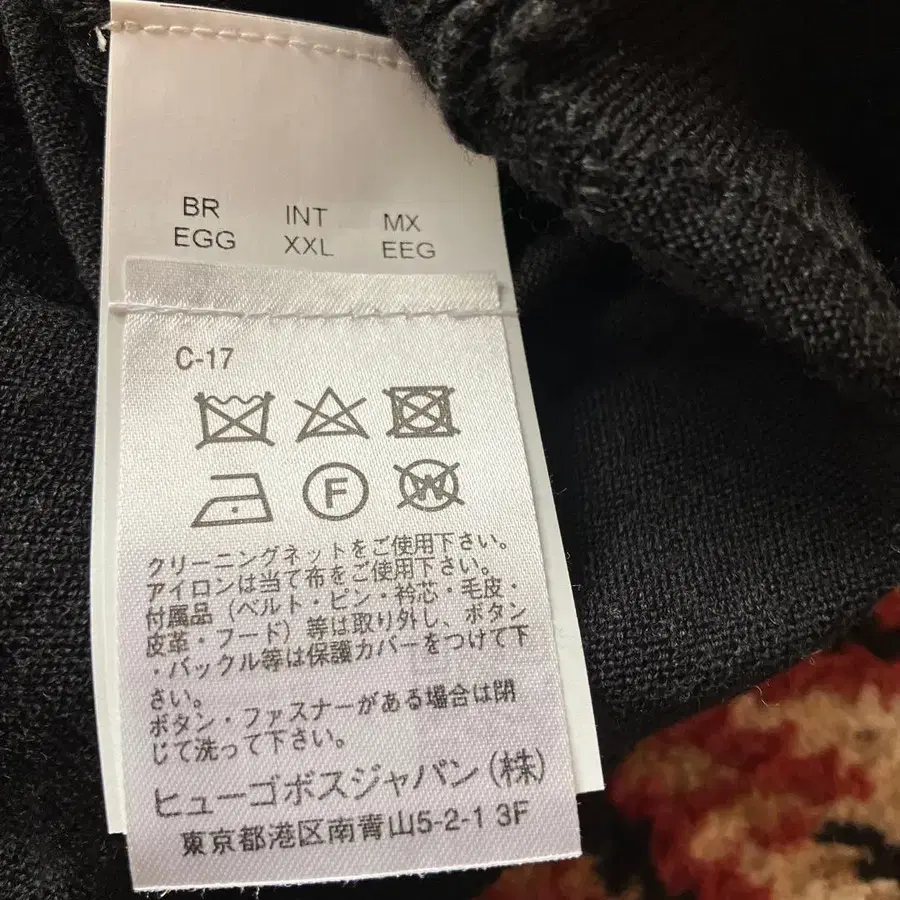 BR INT MX
EGG XXL EEG
C-17
F
W
クリーニングネットをご使用下さい。
アイロンは当て布をご使用下さい。
付属品(ベルト・ピン・衿芯・毛皮・
皮革・フード)等は取り外し、ボタン
・バックル等は保護カバーをつけて下
さい。
ボタン・ファスナーがある場合は閉
じて洗って下さい。
ヒューゴボスジャパン(株)
東京都港区南青山5-2-1 3F